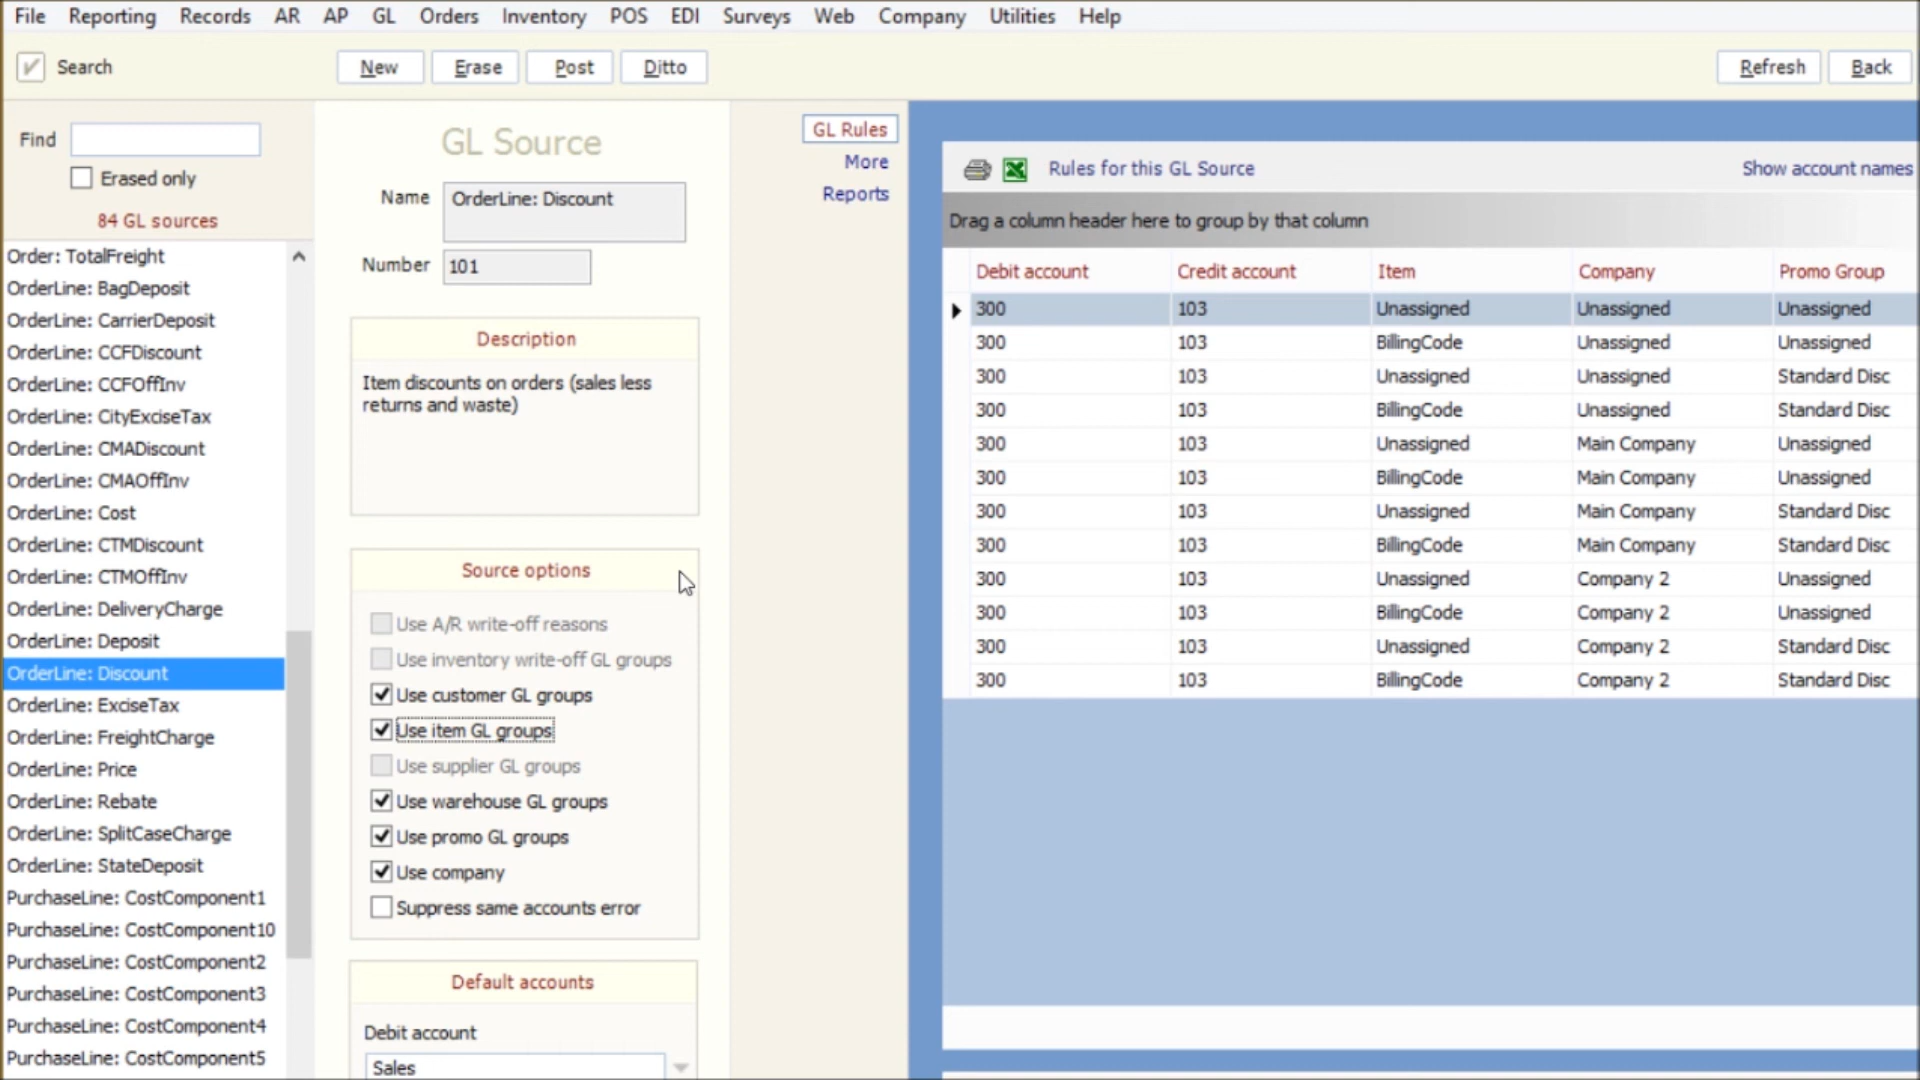 File Reporting Records AR AP GL Orders Inventory POS EDI Surveys Web Company Utilities Help
Search New Erase Post Ditto Refresh Back
Find
Erased only
84 GL sources
Order: TotalFreight
OrderLine: BagDeposit
OrderLine: CarrierDeposit
OrderLine: CCFDiscount
OrderLine: CCFOffInv
OrderLine: CityExciseTax
OrderLine: CMADiscount
OrderLine: CMAOffInv
OrderLine: Cost
OrderLine: CTMDiscount
OrderLine: CTMOffInv
OrderLine: DeliveryCharge
OrderLine: Deposit
OrderLine: Discount
OrderLine: ExciseTax
OrderLine: FreightCharge
OrderLine: Price
OrderLine: Rebate
OrderLine: SplitCaseCharge
OrderLine: StateDeposit
PurchaseLine: CostComponent1
PurchaseLine: CostComponent10
PurchaseLine: CostComponent2
PurchaseLine: CostComponent3
PurchaseLine: CostComponent4
PurchaseLine: CostComponent5
GL Source
Name OrderLine: Discount
Number 101
Description
Item discounts on orders (sales less
returns and waste)
Source options
Use A/R write-off reasons
Use inventory write-off GL groups
Use customer GL groups
Use item GL groups
Use supplier GL groups
Use warehouse GL groups
Use promo GL groups
Use company
Suppress same accounts error
Default accounts
Debit account
Sales
GL Rules
More
Reports
Rules for this GL Source Show account names
Drag a column header here to group by that column
Debit account Credit account Item Company Promo Group
300 103 Unassigned Unassigned Unassigned
300 103 BillingCode Unassigned Unassigned
300 103 Unassigned Unassigned Standard Disc
300 103 BillingCode Unassigned Standard Disc
300 103 Unassigned Main Company Unassigned
300 103 BillingCode Main Company Unassigned
300 103 Unassigned Main Company Standard Disc
300 103 BillingCode Main Company Standard Disc
300 103 Unassigned Company 2 Unassigned
300 103 BillingCode Company 2 Unassigned
300 103 Unassigned Company 2 Standard Disc
300 103 BillingCode Company 2 Standard Disc